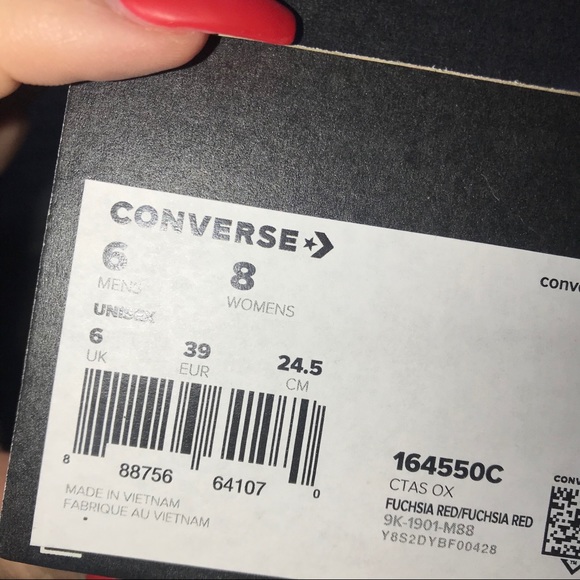 CONVERSE
6 8
MENS WOMENS
UNISEX
6 39 24.5
UK EUR CM
8 88756 64107 0
MADE IN VIETNAM
FABRIQUE AU VIETNAM
conve
164550C
CTAS OX
FUCHSIA RED/FUCHSIA RED
9K-1901-M88
Y8S2DYBF00428
CONV